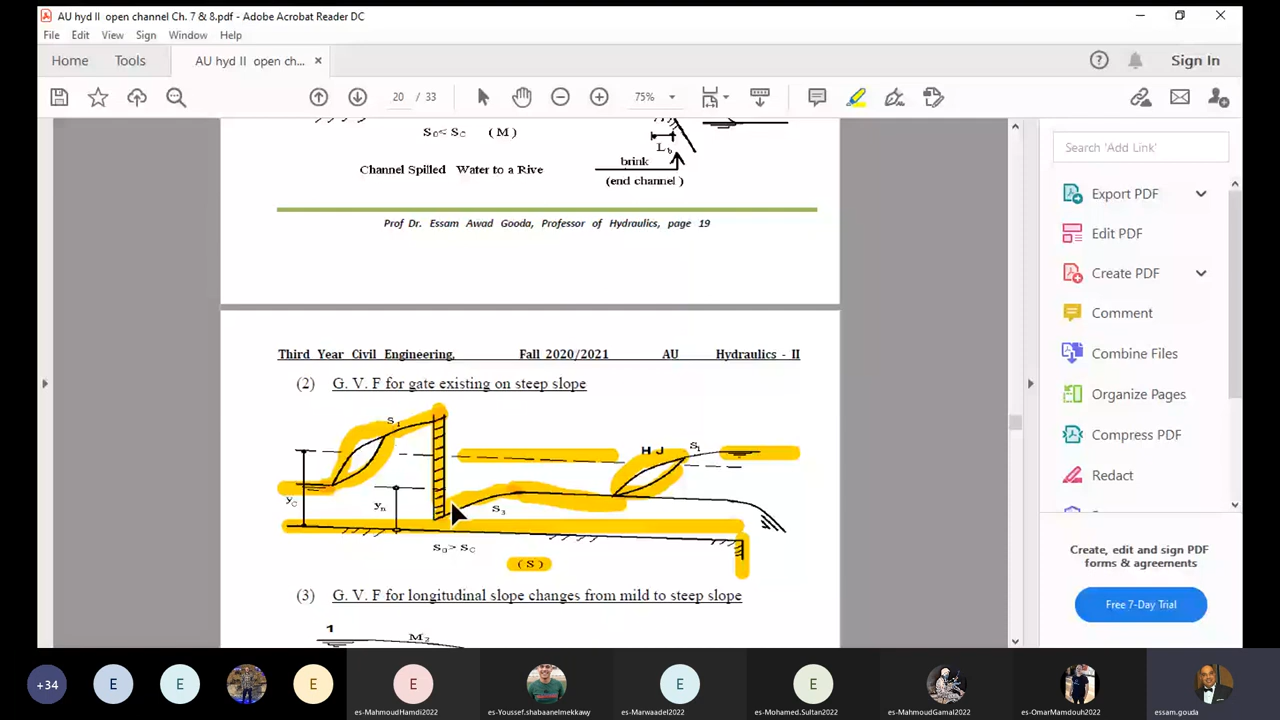 AU hyd II open channel Ch. 7 & 8.pdf - Adobe Acrobat Reader DC
File Edit View Sign Window Help
Home Tools AU hyd II open ch... × Sign In
20 / 33 75%
S₀< S_C ( M )
L_b
Channel Spilled Water to a Rive
brink
(end channel )
Prof Dr. Essam Awad Gooda, Professor of Hydraulics, page 19
Third Year Civil Engineering, Fall 2020/2021 AU Hydraulics - II
(2) G. V. F for gate existing on steep slope
S₁
H J S₁
y_C y_n
S₃
S₀> S_C
( S )
(3) G. V. F for longitudinal slope changes from mild to steep slope
1
M₂
Search 'Add Link'
Export PDF
Edit PDF
Create PDF
Comment
Combine Files
Organize Pages
Compress PDF
Redact
Create, edit and sign PDF
forms & agreements
Free 7-Day Trial
+34 E E E E E E
es-MahmoudHamdi2022 es-Youssef.shabaanelmekkawy es-Marwaadel2022 es-Mohamed.Sultan2022 es-MahmoudGamal2022 es-OmarMamdouh2022 essam.gouda